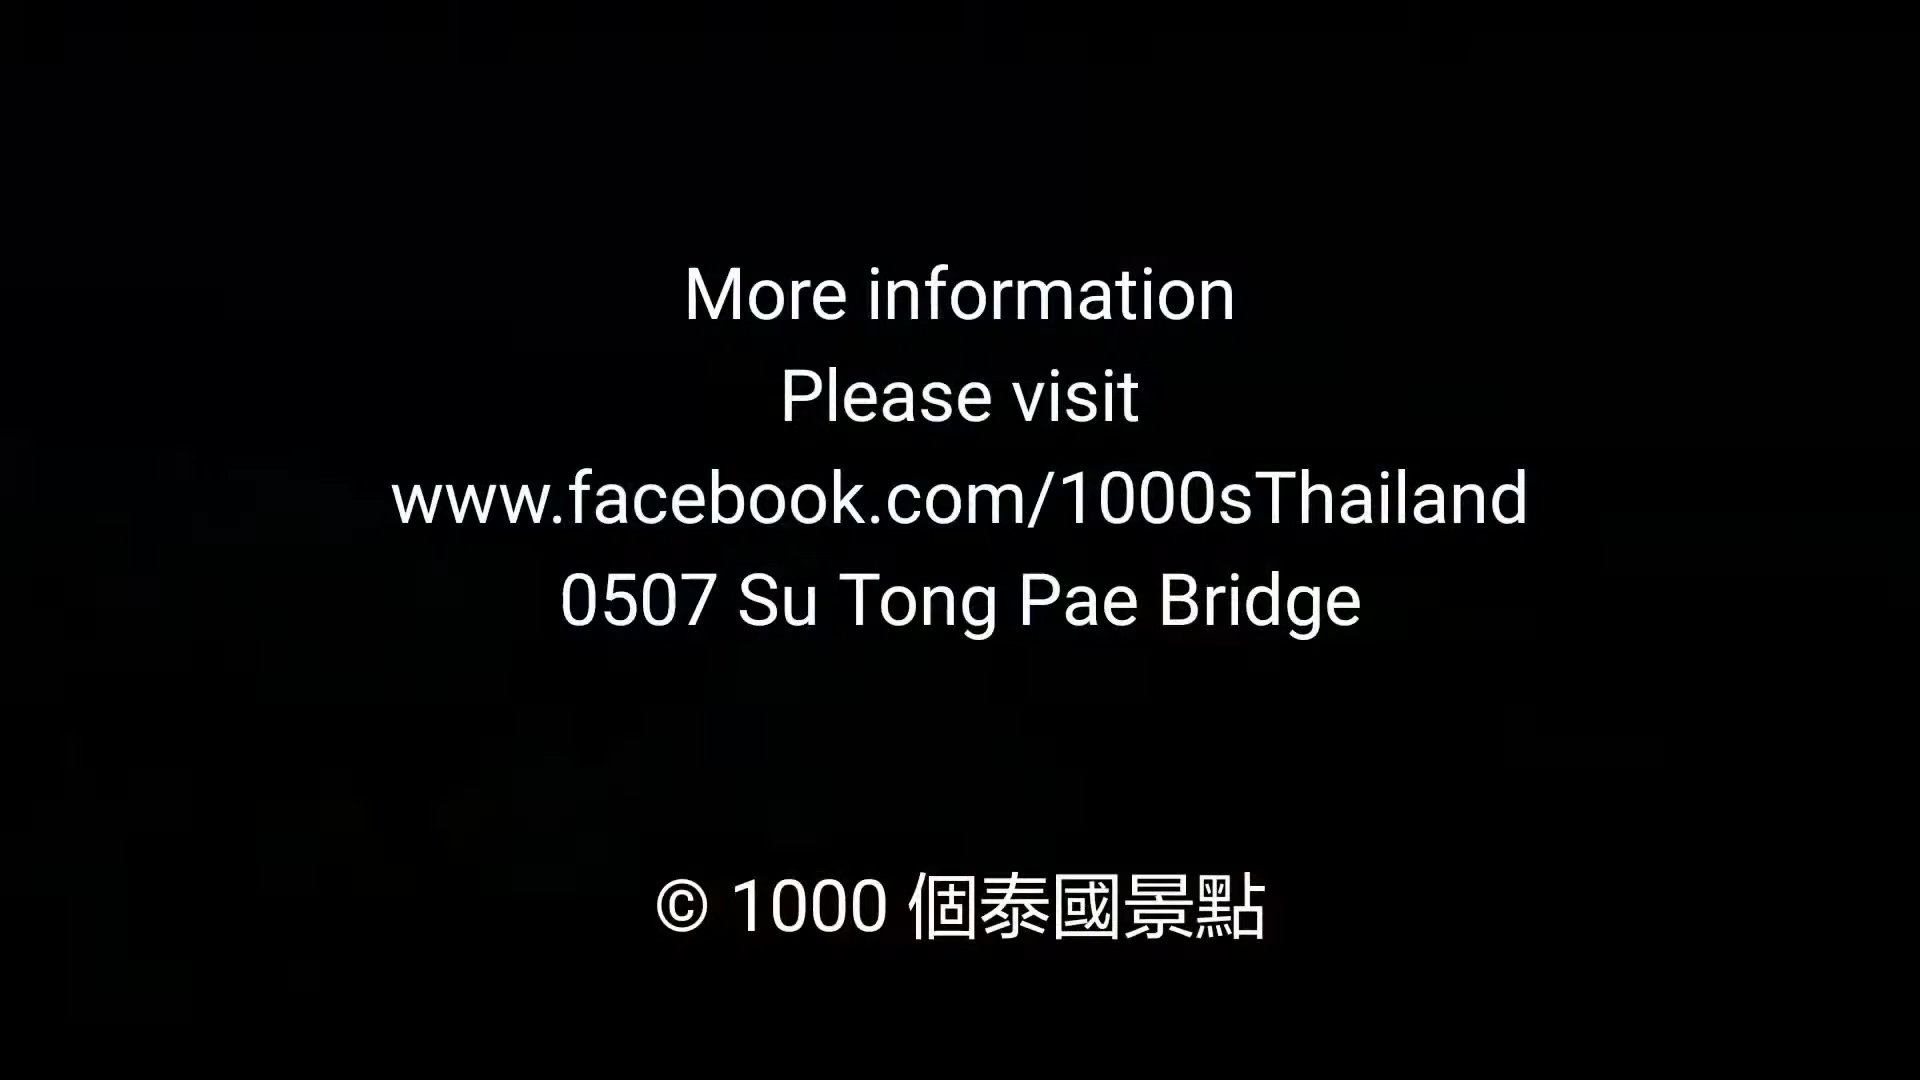 More information
Please visit
www.facebook.com/1000sThailand
0507 Su Tong Pae Bridge
© 1000 個泰國景點